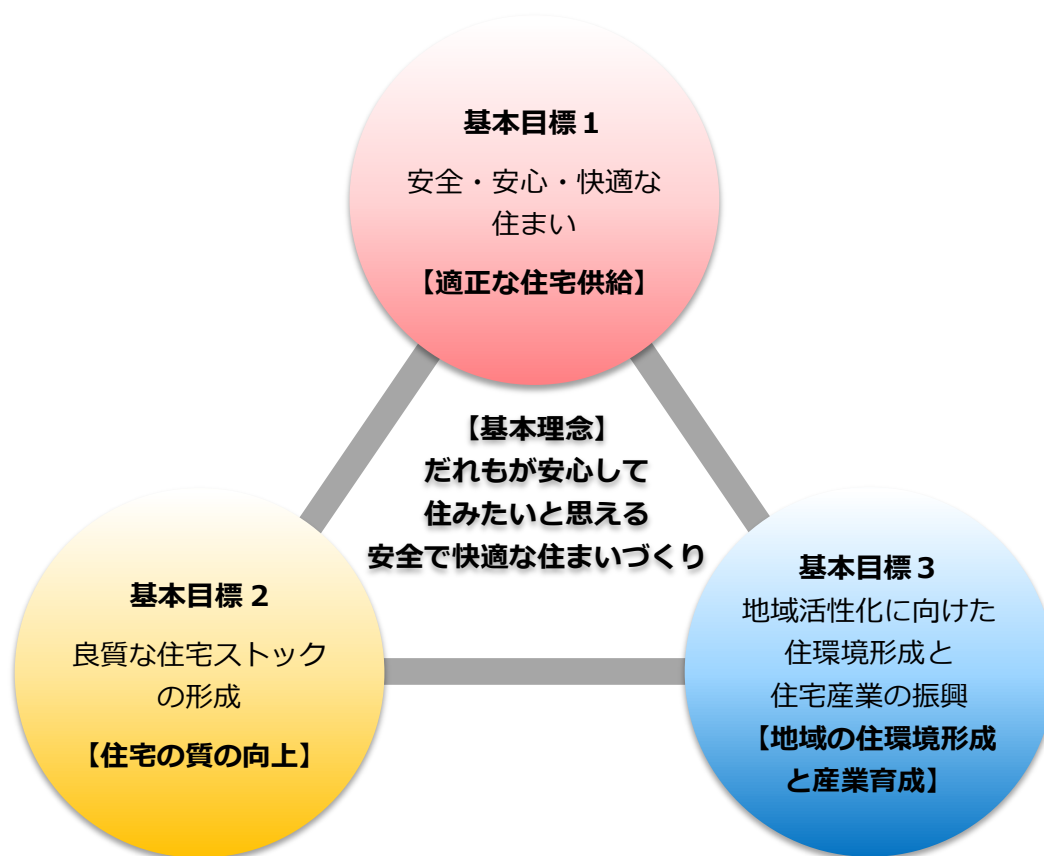 基本目標１
安全・安心・快適な
住まい
【適正な住宅供給】
【基本理念】
だれもが安心して
住みたいと思える
安全で快適な住まいづくり
基本目標２
良質な住宅ストック
の形成
【住宅の質の向上】
基本目標３
地域活性化に向けた
住環境形成と
住宅産業の振興
【地域の住環境形成
と産業育成】